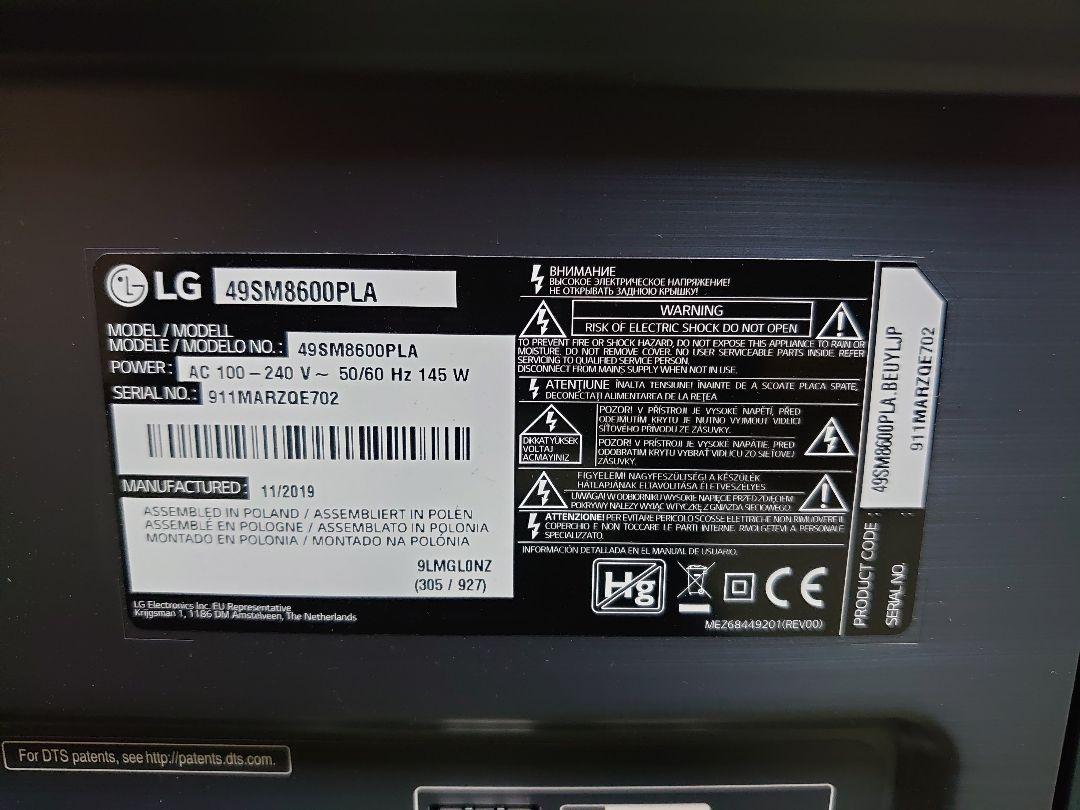 LG 49SM8600PLA
MODEL / MODELL
MODELE / MODELO NO. : 49SM8600PLA
POWER : AC 100 – 240 V ~ 50/60 Hz 145 W
SERIAL NO. : 911MARZQE702
MANUFACTURED : 11/2019
ASSEMBLED IN POLAND / ASSEMBLIERT IN POLEN
ASSEMBLÉ EN POLOGNE / ASSEMBLATO IN POLONIA
MONTADO EN POLONIA / MONTADO NA POLÓNIA
9LMGL0NZ
(305 / 927)
LG Electronics Inc. EU Representative
Krijgsman 1, 1186 DM Amstelveen, The Netherlands
ВНИМАНИЕ
ВЫСОКОЕ ЭЛЕКТРИЧЕСКОЕ НАПРЯЖЕНИЕ!
НЕ ОТКРЫВАТЬ ЗАДНЮЮ КРЫШКУ!
WARNING
RISK OF ELECTRIC SHOCK DO NOT OPEN
TO PREVENT FIRE OR SHOCK HAZARD, DO NOT EXPOSE THIS APPLIANCE TO RAIN OR
MOISTURE. DO NOT REMOVE COVER. NO USER SERVICEABLE PARTS INSIDE. REFER
SERVICING TO QUALIFIED SERVICE PERSON.
DISCONNECT FROM MAINS SUPPLY WHEN NOT IN USE.
ATENŢIUNE ÎNALTA TENSIUNE! ÎNAINTE DE A SCOATE PLACA SPATE,
DECONECTAŢI ALIMENTAREA DE LA REŢEA
DIKKAT YÜKSEK
VOLTAJ
AÇMAYINIZ
POZOR! V PŘÍSTROJI JE VYSOKÉ NAPĚTÍ, PŘED
ODEJMUTÍM KRYTU JE NUTNO VYJMOUT VIDLICI
SÍŤOVÉHO PŘÍVODU ZE ZÁSUVKY.
POZOR! V PRÍSTROJI JE VYSOKÉ NAPÄTIE. PRED
ODOBRATÍM KRYTU VYBRAŤ VIDLICU ZO SIEŤOVEJ
ZÁSUVKY.
FIGYELEM! NAGYFESZÜLTSÉG! A KÉSZÜLÉK
HÁTLAPJÁNAK ELTÁVOLÍTÁSA ÉLETVESZÉLYES.
UWAGA! W ODBIORNIKU WYSOKIE NAPIĘCIE PRZED ZDJĘCIEM
POKRYWY NALEŻY WYJĄĆ WTYCZKĘ Z GNIAZDA SIECIOWEGO
ATTENZIONE! PER EVITARE PERICOLO SCOSSE ELETTRICHE NON RIMUOVERE IL
COPERCHIO E NON TOCCARE LE PARTI INTERNE. RIVOLGETEVI A PERSONALE
SPECIALIZZATO.
INFORMACIÓN DETALLADA EN EL MANUAL DE USUARIO.
Hg
CE
MEZ68449201(REV00)
PRODUCT CODE : 49SM8600PLA.BEUYLJP
SERIAL NO. 911MARZQE702
For DTS patents, see http://patents.dts.com.